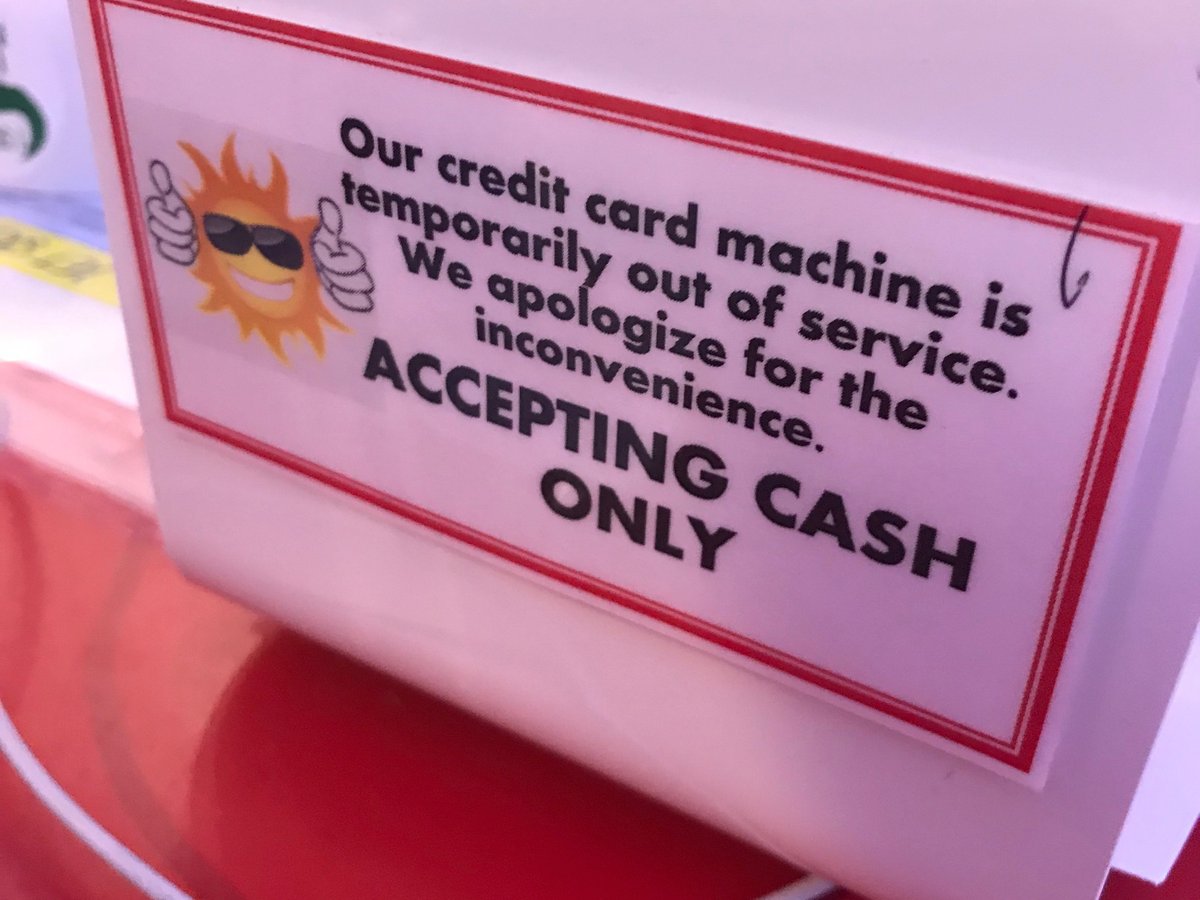 Our credit card machine is
temporarily out of service.
We apologize for the
inconvenience.
ACCEPTING CASH
ONLY